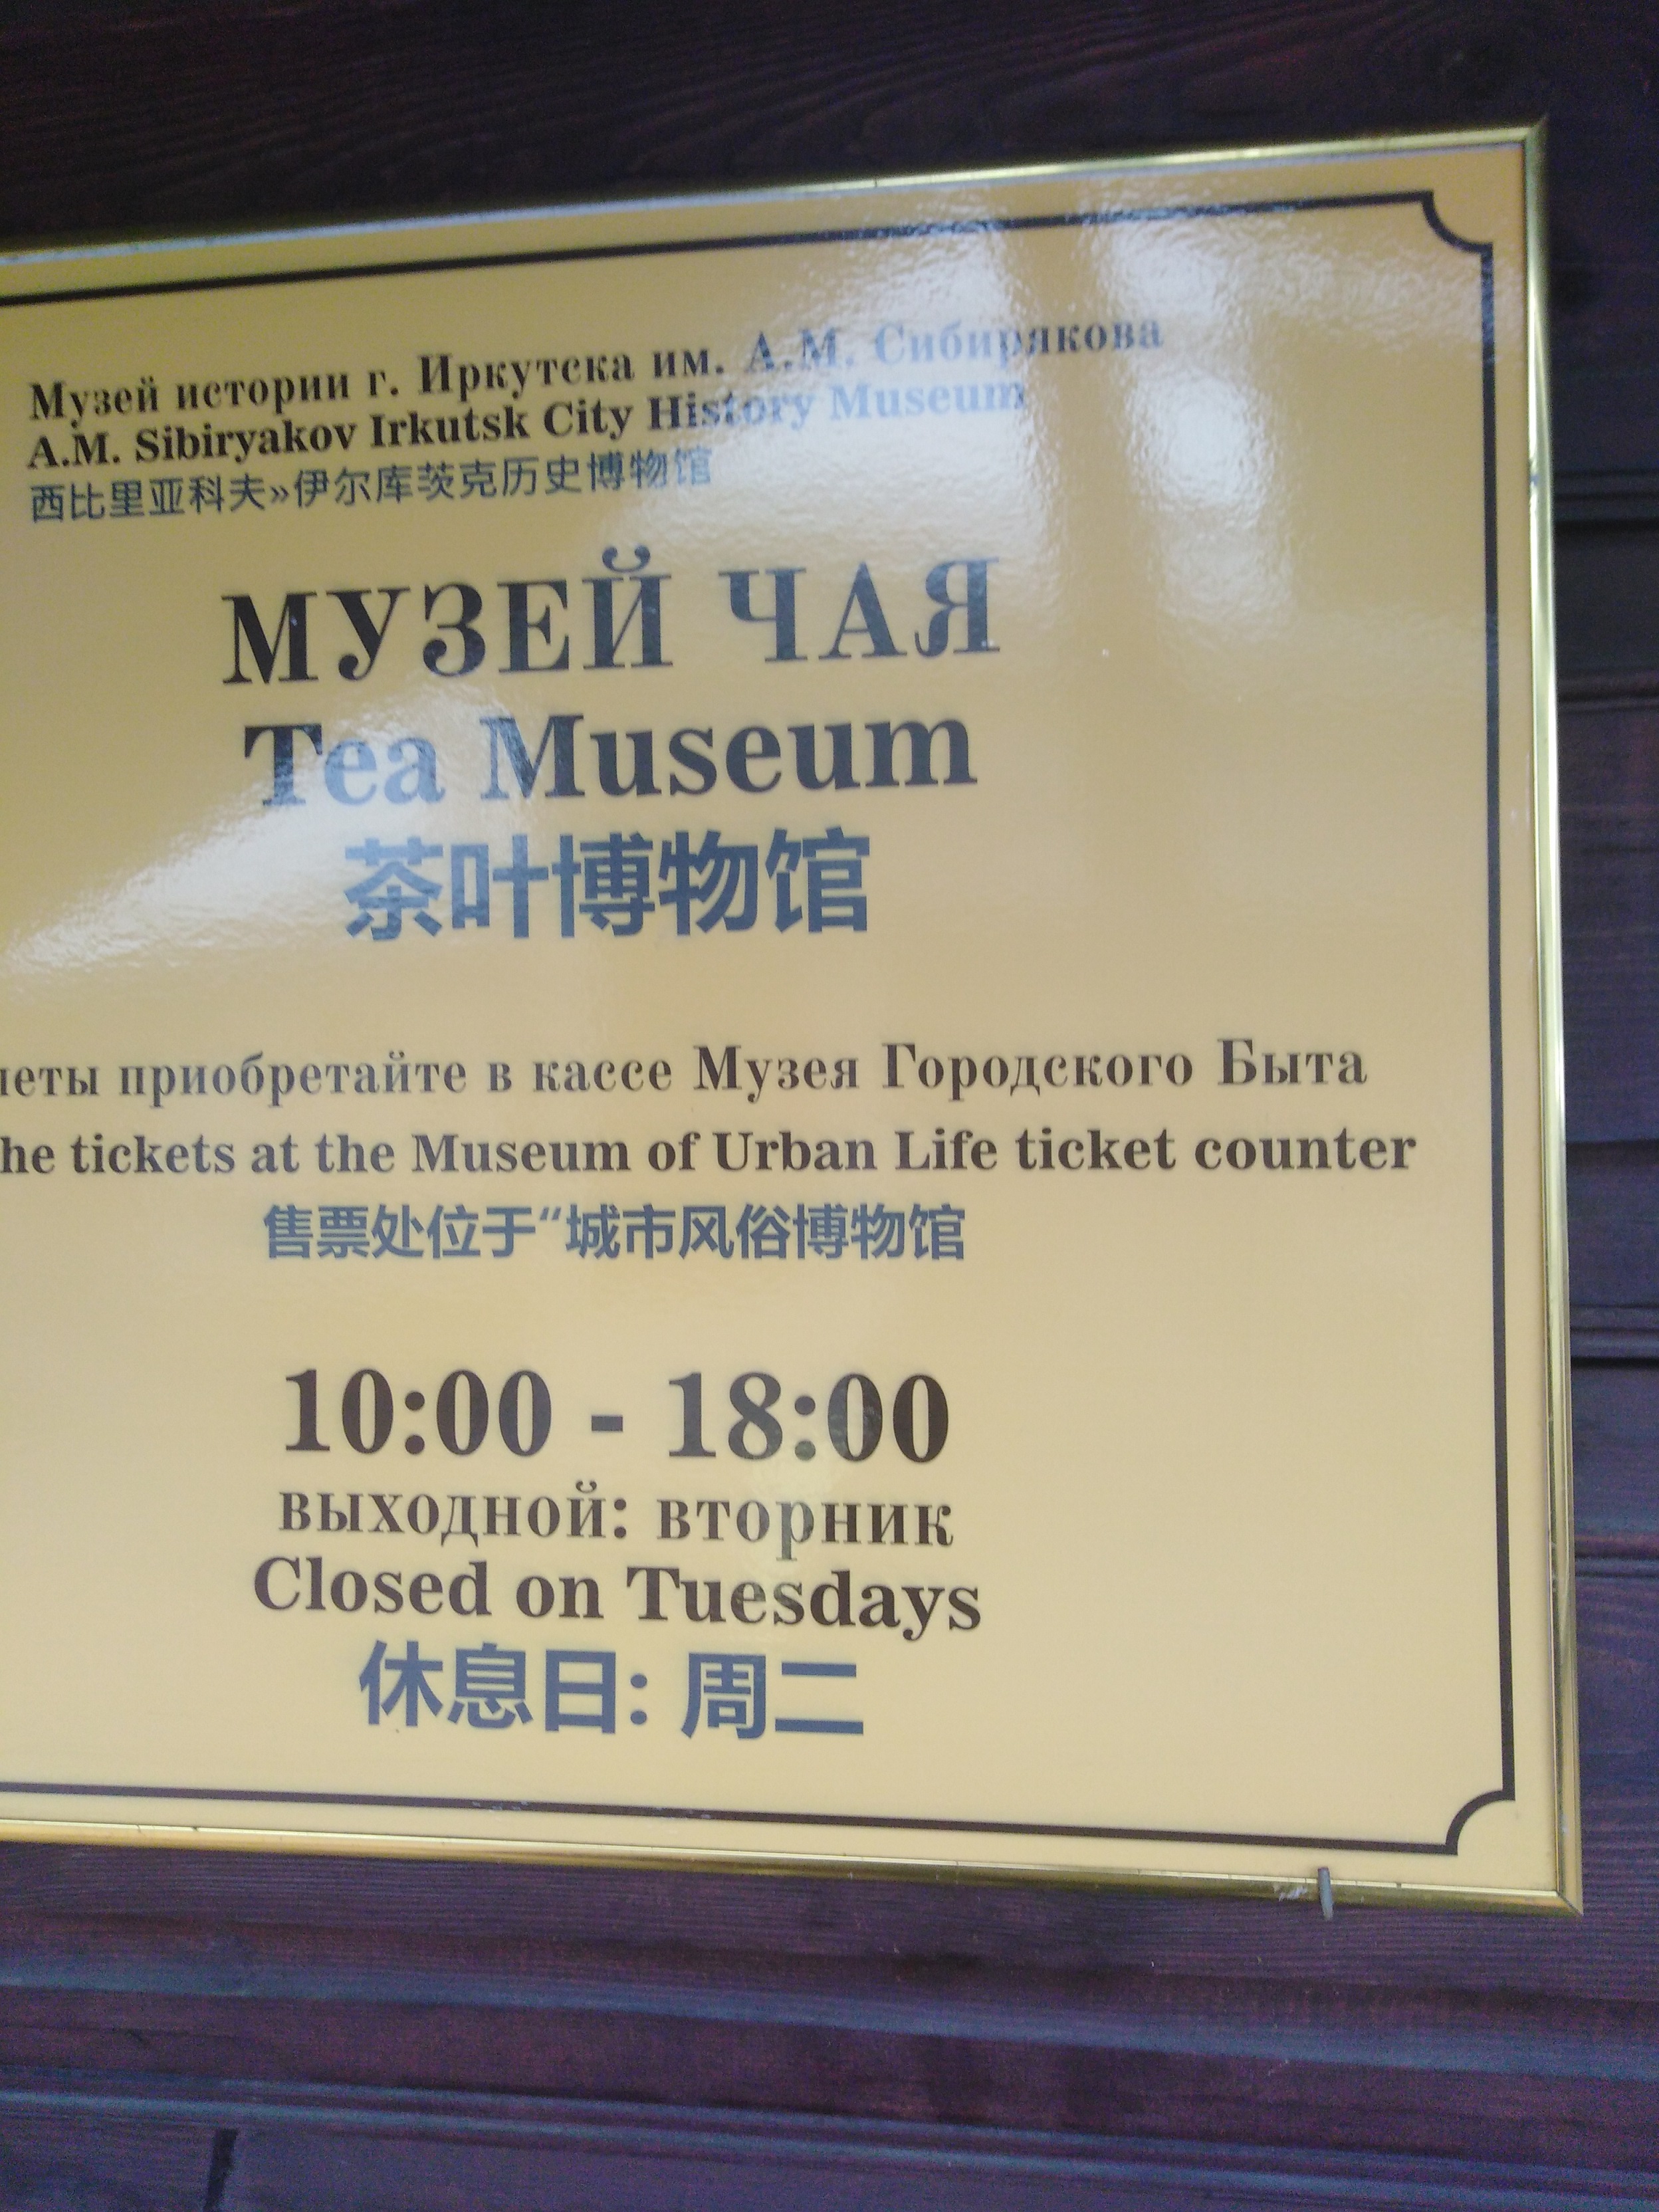 Музей истории г. Иркутска им. А.М. Сибирякова
A.M. Sibiryakov Irkutsk City History Museum
西比里亚科夫»伊尔库茨克历史博物馆
МУЗЕЙ ЧАЯ
Tea Museum
茶叶博物馆
приобретайте в кассе Музея Городского Быта
tickets at the Museum of Urban Life ticket counter
售票处位于“城市风俗博物馆
10:00 - 18:00
выходной: вторник
Closed on Tuesdays
休息日: 周二